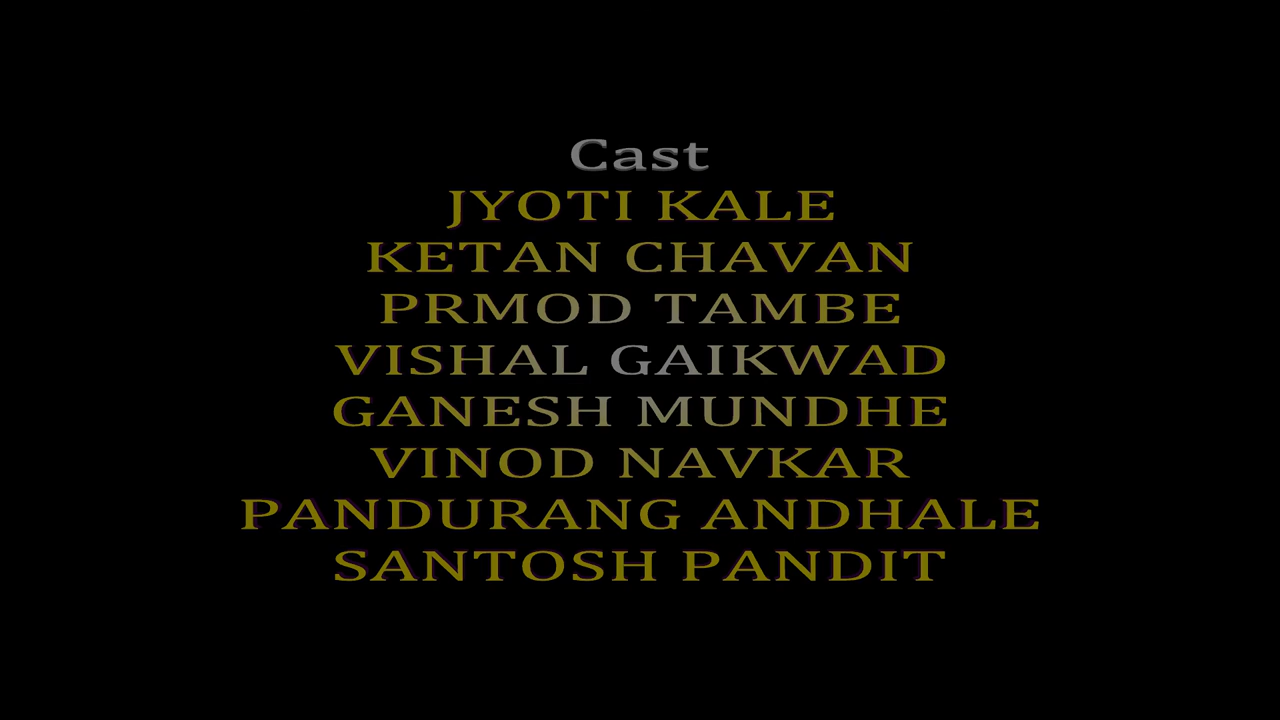 Cast
JYOTI KALE
KETAN CHAVAN
PRMOD TAMBE
VISHAL GAIKWAD
GANESH MUNDHE
VINOD NAVKAR
PANDURANG ANDHALE
SANTOSH PANDIT